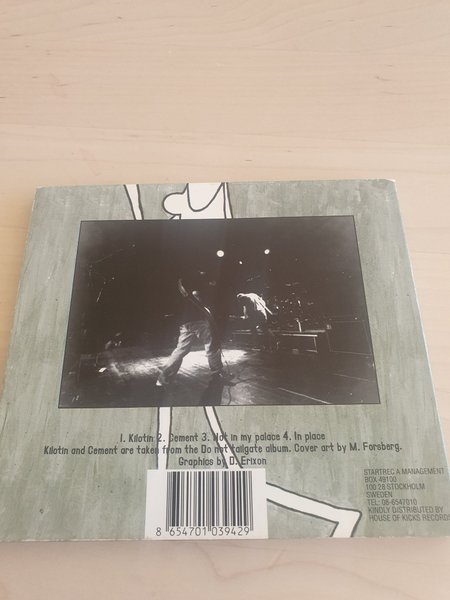 1. Kilotin 2. Cement 3. Not in my palace 4. In place
Kilotin and Cement are taken from the Do not tailgate album. Cover art by M. Forsberg.
Graphics by D. Erixon
STARTREC A MANAGEMENT
BOX 49100
100 28 STOCKHOLM
SWEDEN
TEL: 08-6547010
KINDLY DISTRIBUTED BY
HOUSE OF KICKS RECORDS
8 654701 039429